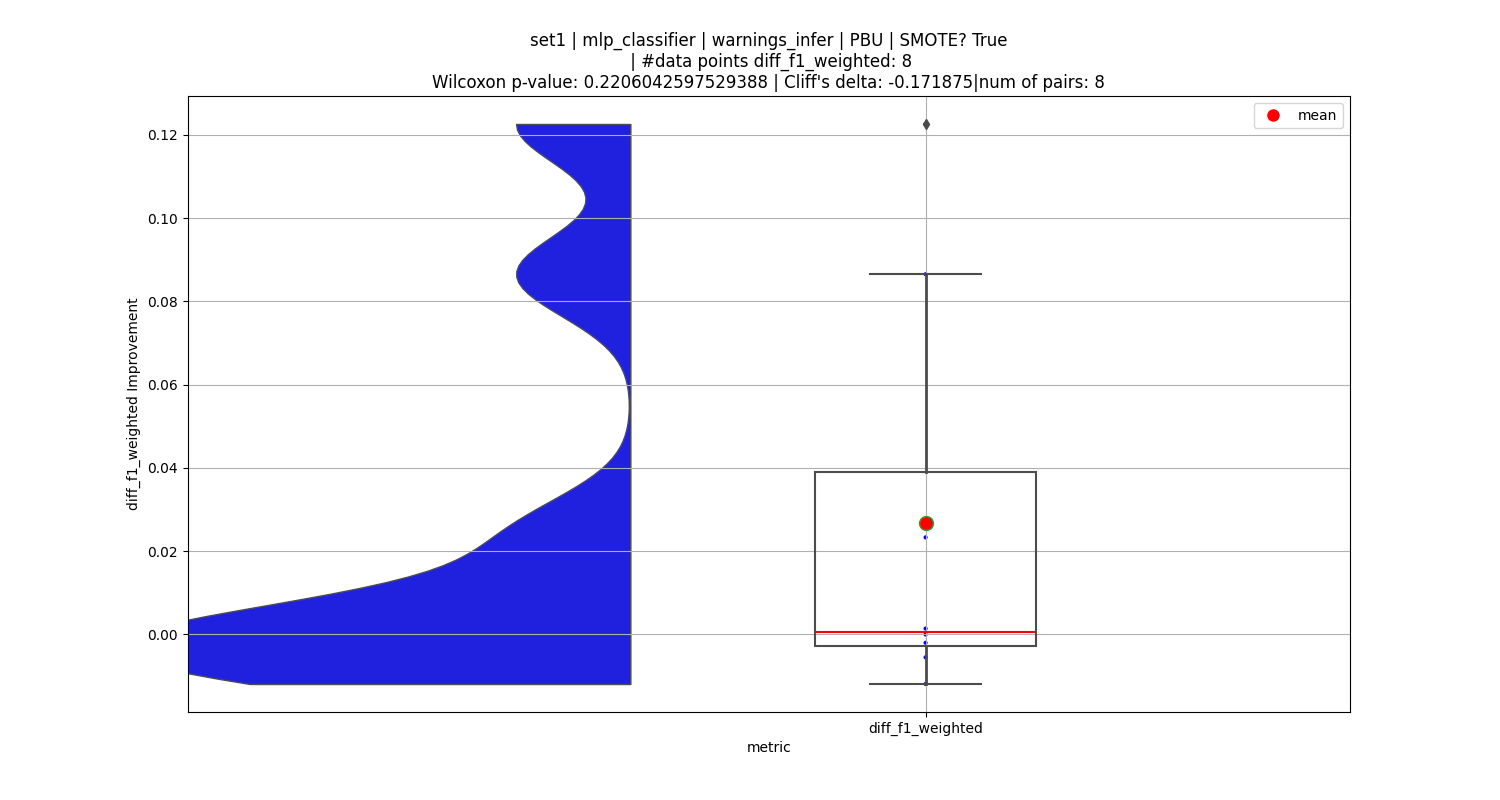 set1 | mlp_classifier | warnings_infer | PBU | SMOTE? True
| #data points diff_f1_weighted: 8
Wilcoxon p-value: 0.2206042597529388 | Cliff's delta: -0.171875|num of pairs: 8
mean
0.12
0.10
0.08
0.06
0.04
0.02
0.00
diff_f1_weighted Improvement
diff_f1_weighted
metric